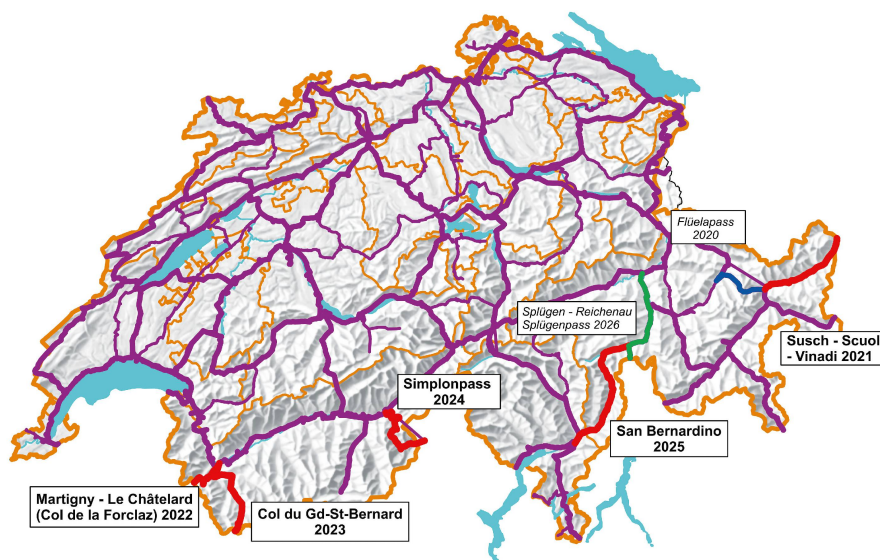 Flüelapass
2020
Splügen - Reichenau
Splügenpass 2026
Susch - Scuol
- Vinadi 2021
Simplonpass
2024
San Bernardino
2025
Martigny - Le Châtelard
(Col de la Forclaz) 2022
Col du Gd-St-Bernard
2023